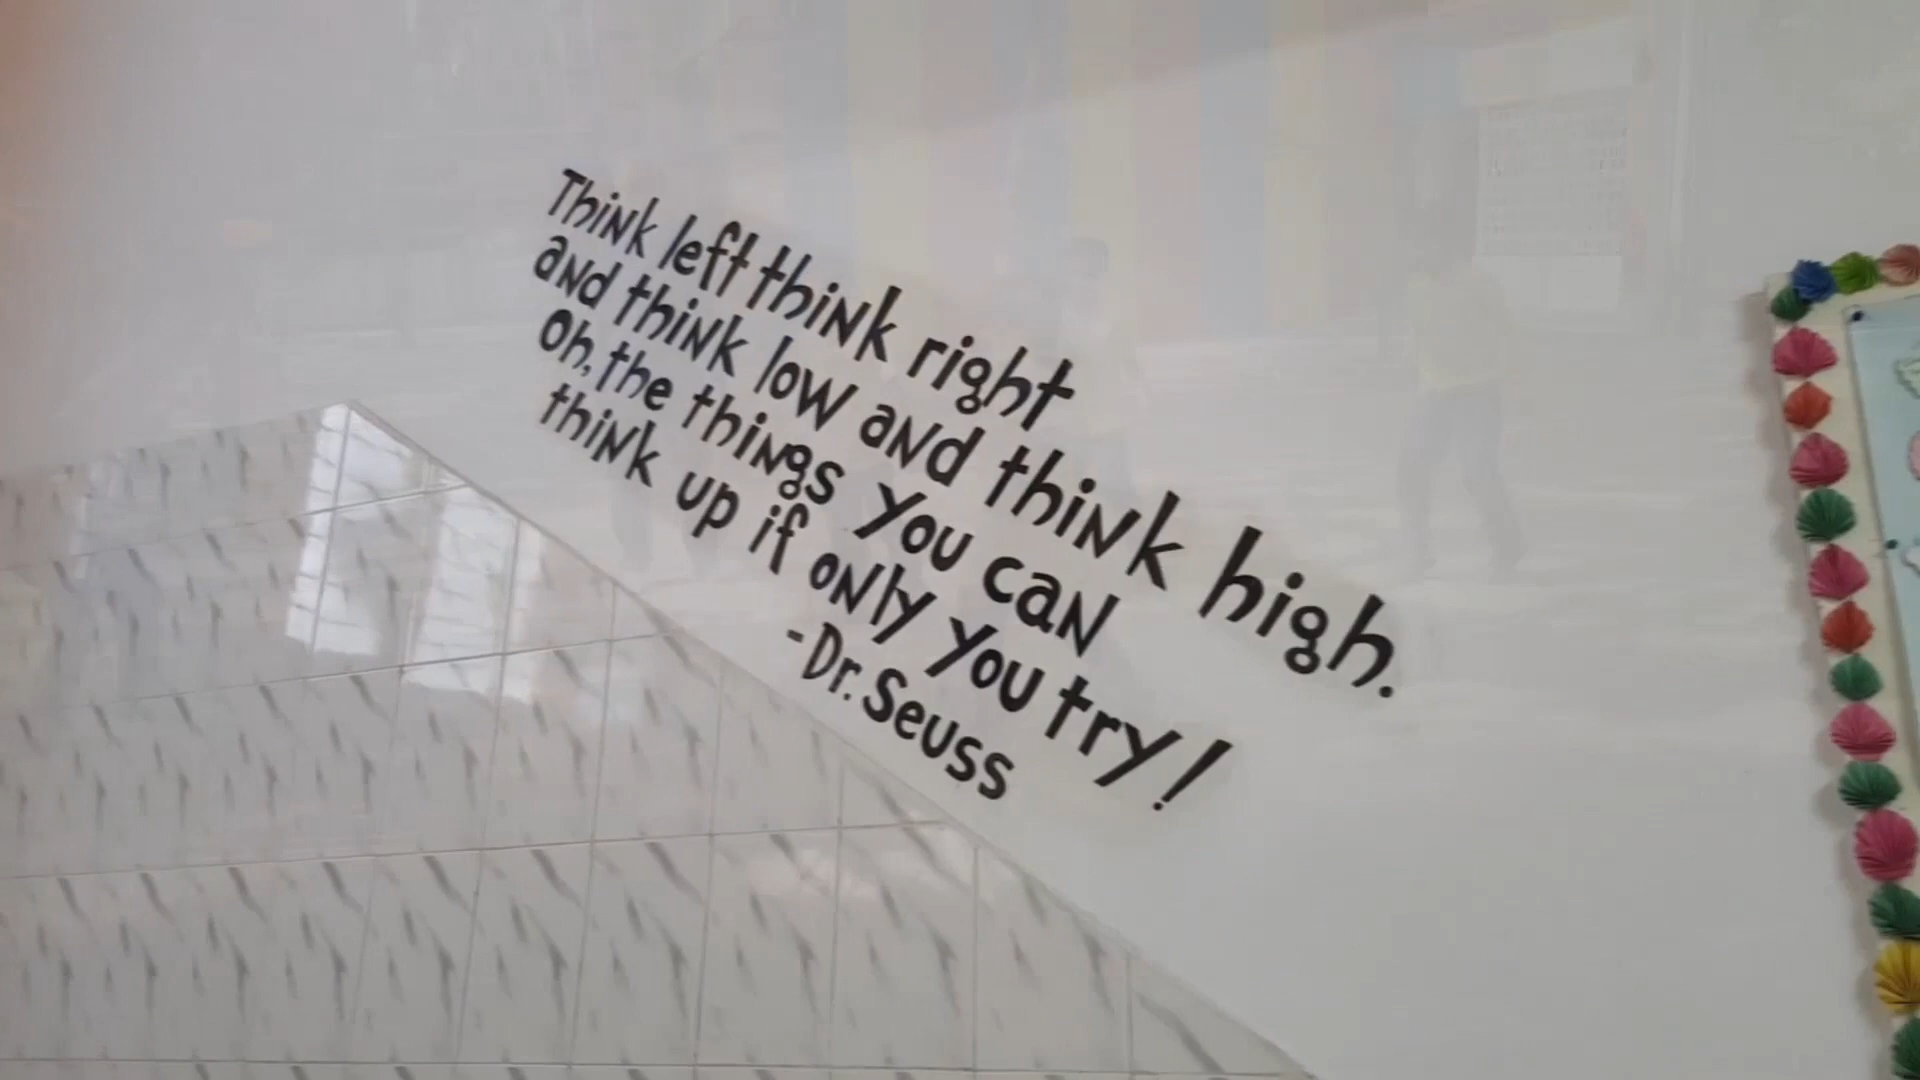 Think left think right
and think low and think high.
Oh, the things you can
think up if only you try!
-Dr. Seuss